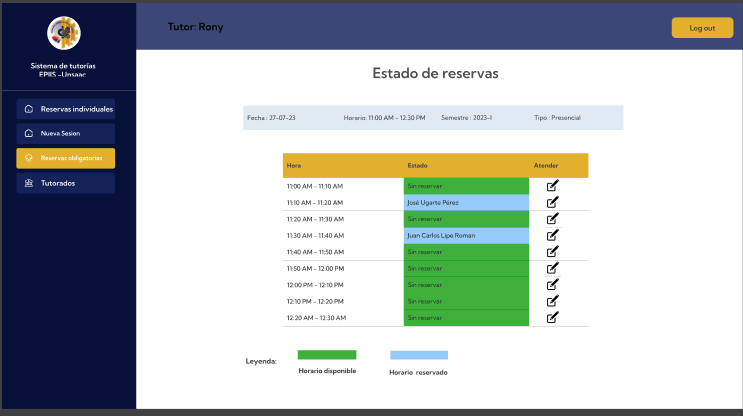 Tutor: Rony
Log out
Sistema de tutorias
EPIIS -Unsaac
Reservas individuales
Nueva Sesion
Reservas obligatorias
Tutorados
Estado de reservas
Fecha : 27-07-23 Horario: 11:00 AM - 12:30 PM Semestre : 2023-I Tipo : Presencial
Hora Estado Atender
11:00 AM - 11:10 AM Sin reservar
11:10 AM - 11:20 AM José Ugarte Pérez
11:20 AM - 11:30 AM Sin reservar
11:30 AM - 11:40 AM Juan Carlos Lipe Roman
11:40 AM - 11:50 AM Sin reservar
11:50 AM - 12:00 PM Sin reservar
12:00 PM - 12:10 PM Sin reservar
12:10 PM - 12:20 PM Sin reservar
12:20 AM - 12:30 AM Sin reservar
Leyenda:
Horario disponible Horario reservado